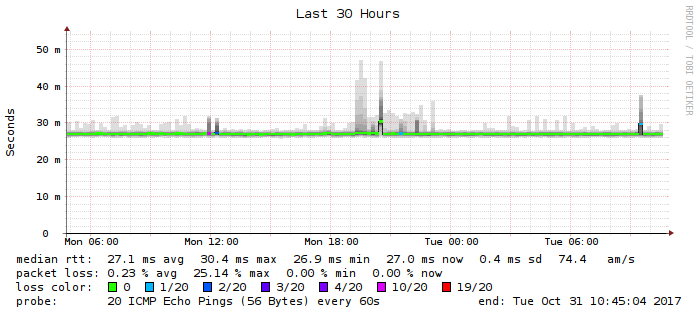 Last 30 Hours
RRDTOOL / TOBI OETIKER
Seconds
50 m
40 m
30 m
20 m
10 m
0
Mon 06:00 Mon 12:00 Mon 18:00 Tue 00:00 Tue 06:00
median rtt: 27.1 ms avg 30.4 ms max 26.9 ms min 27.0 ms now 0.4 ms sd 74.4 am/s
packet loss: 0.23 % avg 25.14 % max 0.00 % min 0.00 % now
loss color: 0 1/20 2/20 3/20 4/20 10/20 19/20
probe: 20 ICMP Echo Pings (56 Bytes) every 60s end: Tue Oct 31 10:45:04 2017